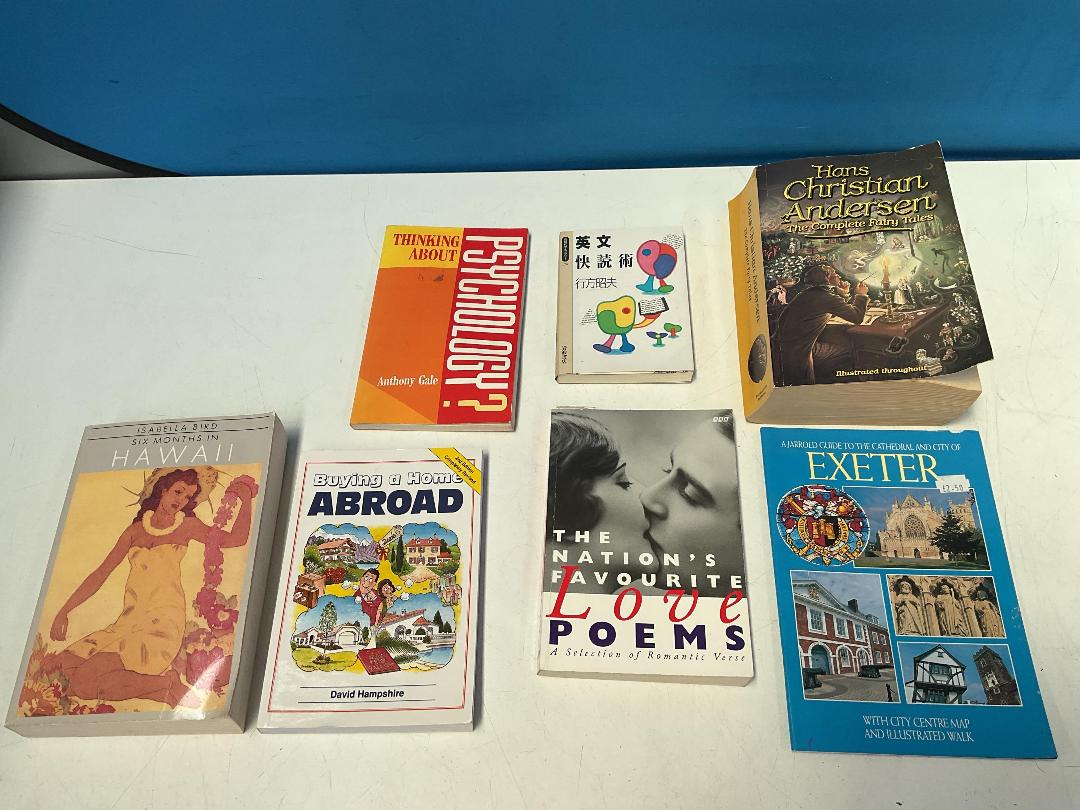 THINKING
ABOUT
PSYCHOLOGY?
Anthony Gale
英文
快読術
行方昭夫
Hans
Christian
Andersen
The Complete Fairy Tales
Illustrated throughout
ISABELLA BIRD
SIX MONTHS IN
HAWAII
Buying a Home
ABROAD
David Hampshire
BBC
THE
NATION'S
FAVOURITE
Love
POEMS
A Selection of Romantic Verse
A JARROLD GUIDE TO THE CATHEDRAL AND CITY OF
EXETER
£2.50
WITH CITY CENTRE MAP
AND ILLUSTRATED WALK